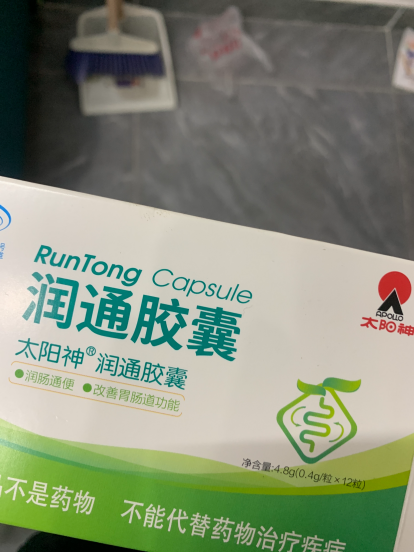 RunTong Capsule
APOLLO
太阳神
润通胶囊
太阳神®润通胶囊
●润肠通便 ●改善胃肠道功能
净含量:4.8g(0.4g/粒×12粒)
不是药物 不能代替药物治疗疾病